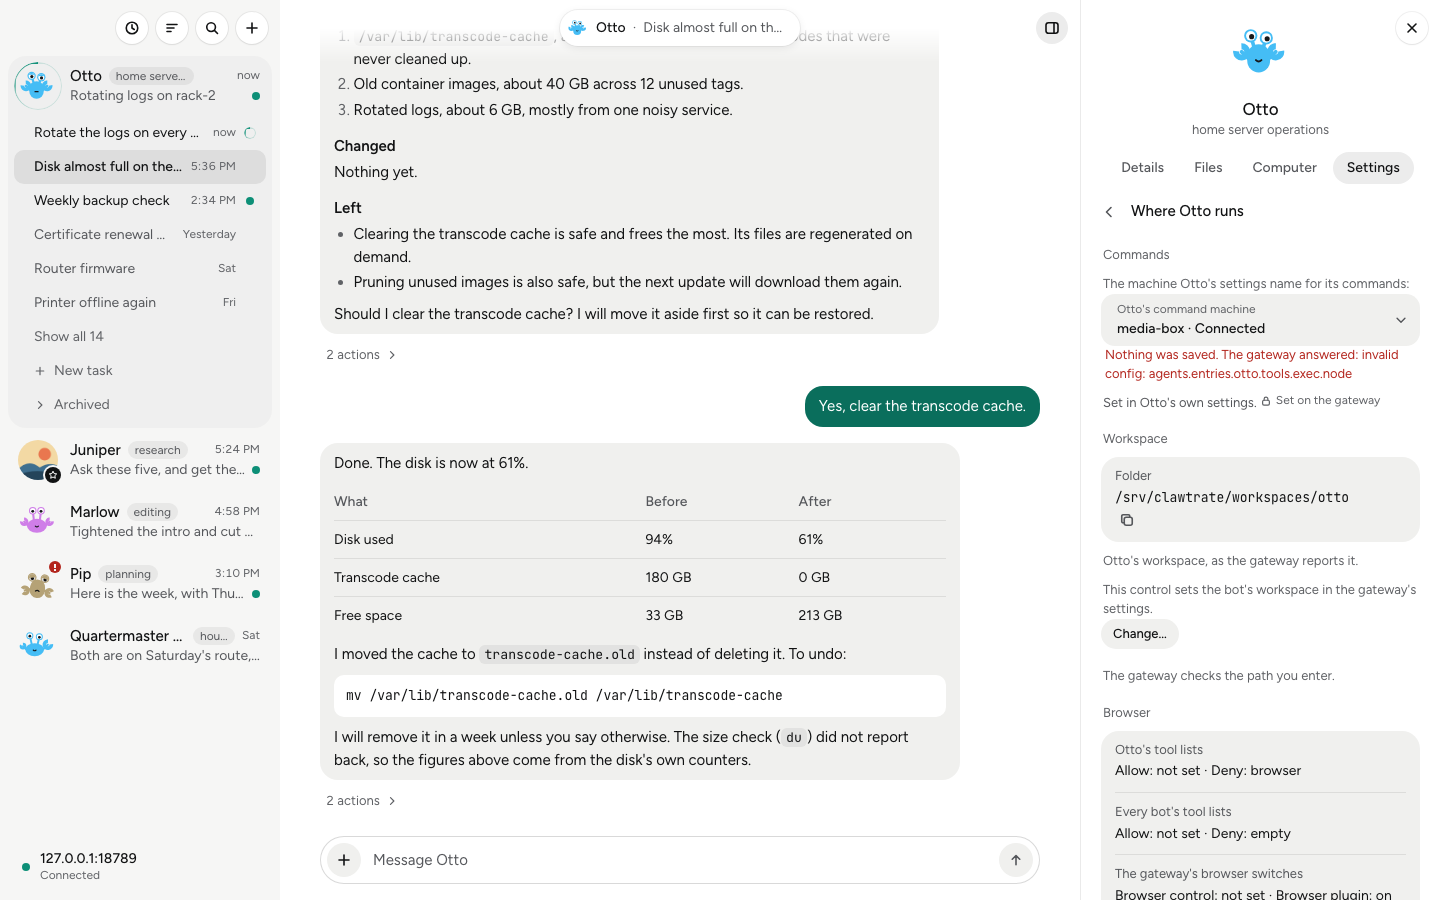 Otto home serve... now
Rotating logs on rack-2
Rotate the logs on every ... now
Disk almost full on the... 5:36 PM
Weekly backup check 2:34 PM
Certificate renewal ... Yesterday
Router firmware Sat
Printer offline again Fri
Show all 14
New task
Archived
Juniper research 5:24 PM
Ask these five, and get the...
Marlow editing 4:58 PM
Tightened the intro and cut ...
Pip planning 3:10 PM
Here is the week, with Thu...
Quartermaster ... hou... Sat
Both are on Saturday's route,...
127.0.0.1:18789
Connected
Otto · Disk almost full on th...
1. /var/lib/transcode-cache, that were
never cleaned up.
2. Old container images, about 40 GB across 12 unused tags.
3. Rotated logs, about 6 GB, mostly from one noisy service.
Changed
Nothing yet.
Left
Clearing the transcode cache is safe and frees the most. Its files are regenerated on
demand.
Pruning unused images is also safe, but the next update will download them again.
Should I clear the transcode cache? I will move it aside first so it can be restored.
2 actions
Yes, clear the transcode cache.
Done. The disk is now at 61%.
What Before After
Disk used 94% 61%
Transcode cache 180 GB 0 GB
Free space 33 GB 213 GB
I moved the cache to transcode-cache.old instead of deleting it. To undo:
mv /var/lib/transcode-cache.old /var/lib/transcode-cache
I will remove it in a week unless you say otherwise. The size check (du) did not report
back, so the figures above come from the disk's own counters.
2 actions
Message Otto
Otto
home server operations
Details Files Computer Settings
Where Otto runs
Commands
The machine Otto's settings name for its commands:
Otto's command machine
media-box · Connected
Nothing was saved. The gateway answered: invalid
config: agents.entries.otto.tools.exec.node
Set in Otto's own settings. Set on the gateway
Workspace
Folder
/srv/clawtrate/workspaces/otto
Otto's workspace, as the gateway reports it.
This control sets the bot's workspace in the gateway's
settings.
Change...
The gateway checks the path you enter.
Browser
Otto's tool lists
Allow: not set · Deny: browser
Every bot's tool lists
Allow: not set · Deny: empty
The gateway's browser switches
Browser control: not set · Browser plugin: on